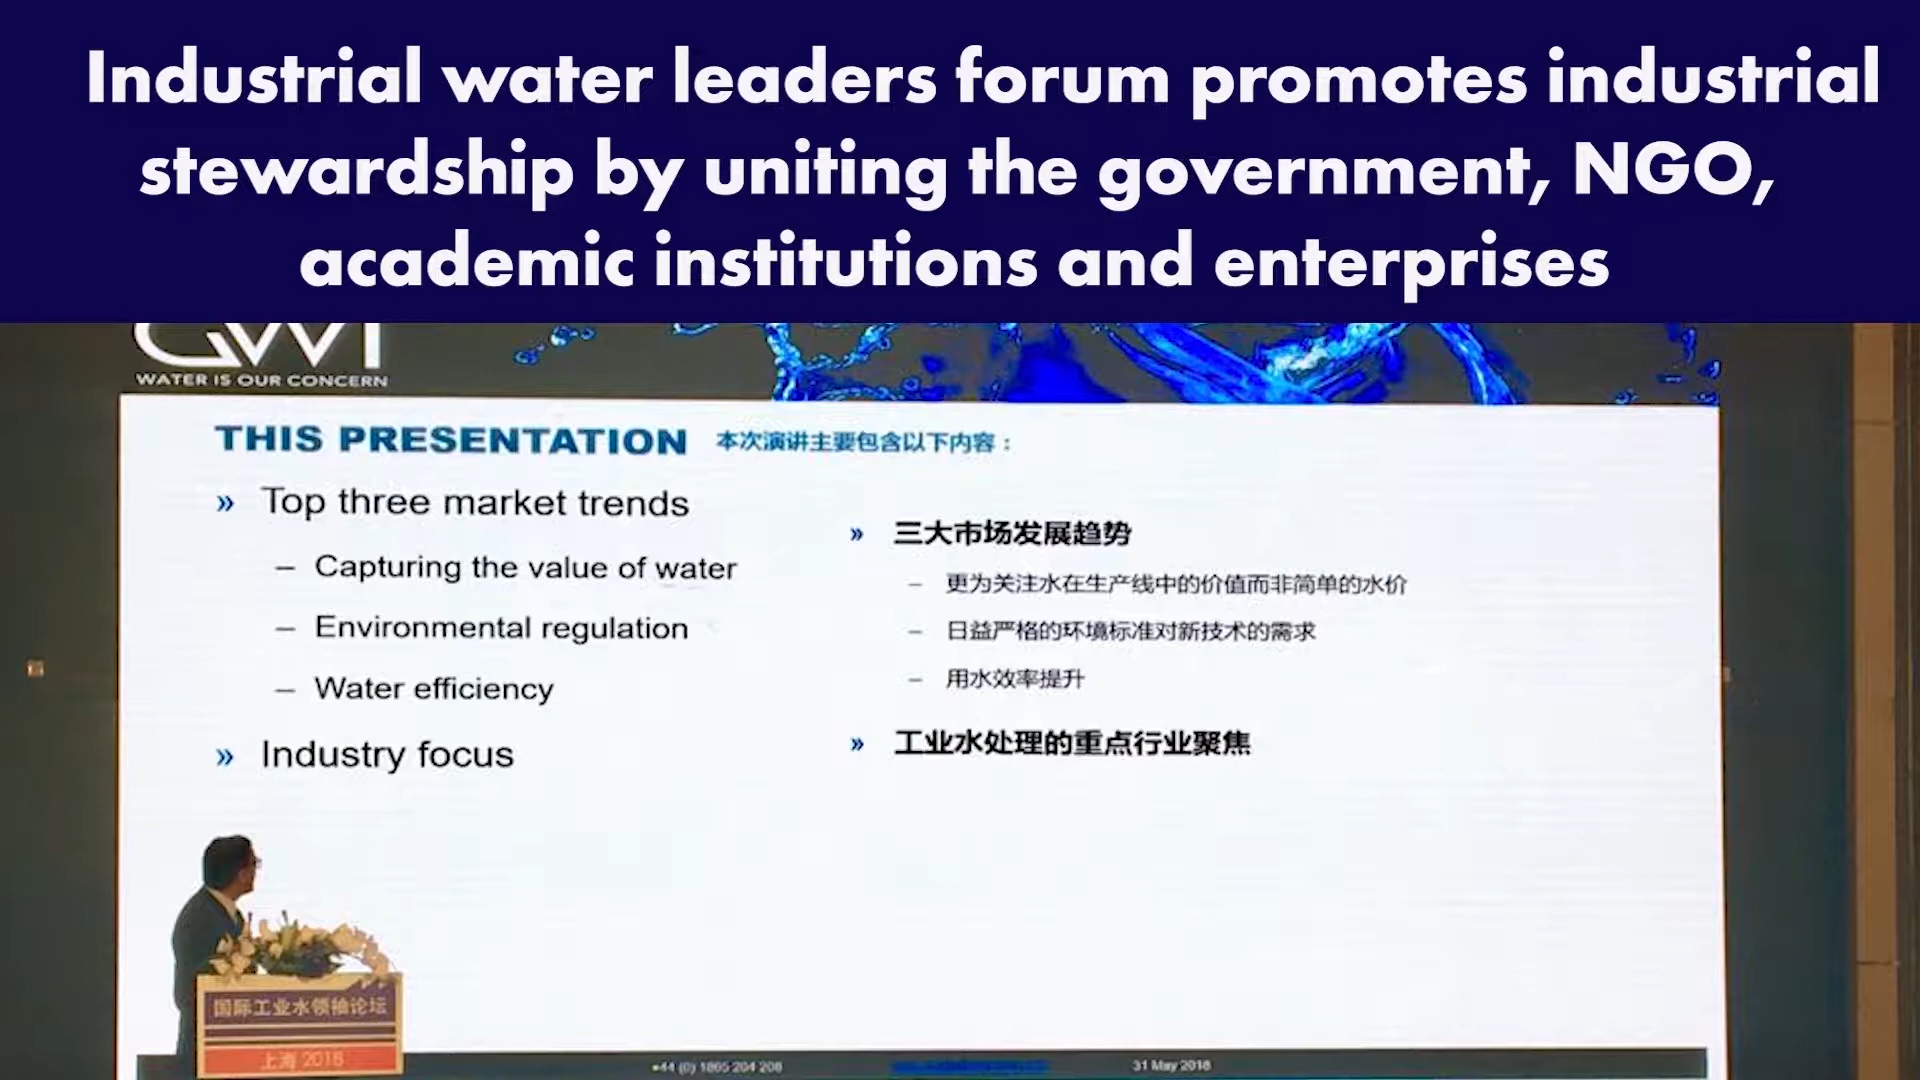 Industrial water leaders forum promotes industrial
stewardship by uniting the government, NGO,
academic institutions and enterprises
GWI
WATER IS OUR CONCERN
THIS PRESENTATION 本次演讲主要包含以下内容：
» Top three market trends
– Capturing the value of water
– Environmental regulation
– Water efficiency
» Industry focus
» 三大市场发展趋势
– 更为关注水在生产线中的价值而非简单的水价
– 日益严格的环境标准对新技术的需求
– 用水效率提升
» 工业水处理的重点行业聚焦
国际工业水领袖论坛
上海 2018
+44 (0) 1865 204 208
31 May 2018